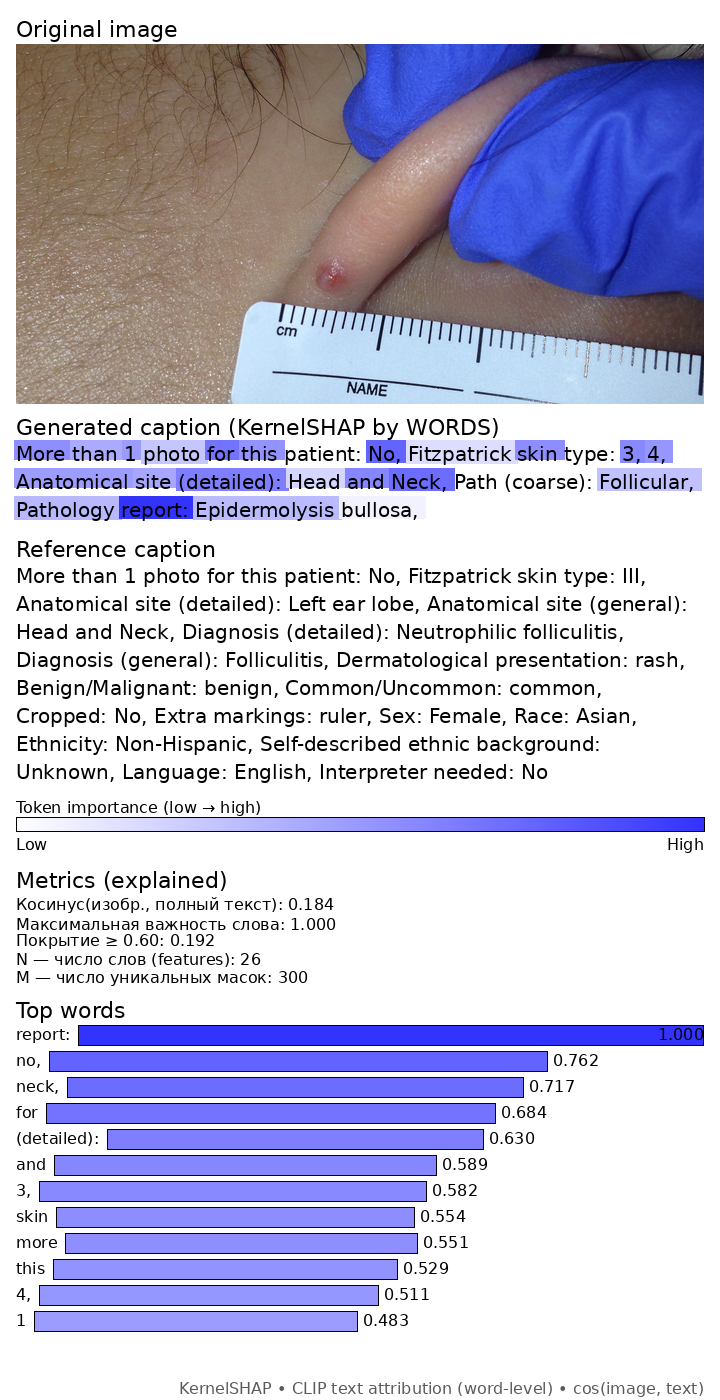 Original image
cm
NAME
Generated caption (KernelSHAP by WORDS)
More than 1 photo for this patient: No, Fitzpatrick skin type: 3, 4,
Anatomical site (detailed): Head and Neck, Path (coarse): Follicular,
Pathology report: Epidermolysis bullosa,
Reference caption
More than 1 photo for this patient: No, Fitzpatrick skin type: III,
Anatomical site (detailed): Left ear lobe, Anatomical site (general):
Head and Neck, Diagnosis (detailed): Neutrophilic folliculitis,
Diagnosis (general): Folliculitis, Dermatological presentation: rash,
Benign/Malignant: benign, Common/Uncommon: common,
Cropped: No, Extra markings: ruler, Sex: Female, Race: Asian,
Ethnicity: Non-Hispanic, Self-described ethnic background:
Unknown, Language: English, Interpreter needed: No
Token importance (low → high)
Low High
Metrics (explained)
Косинус(изобр., полный текст): 0.184
Максимальная важность слова: 1.000
Покрытие ≥ 0.60: 0.192
N — число слов (features): 26
M — число уникальных масок: 300
Top words
report: 1.000
no, 0.762
neck, 0.717
for 0.684
(detailed): 0.630
and 0.589
3, 0.582
skin 0.554
more 0.551
this 0.529
4, 0.511
1 0.483
KernelSHAP • CLIP text attribution (word-level) • cos(image, text)